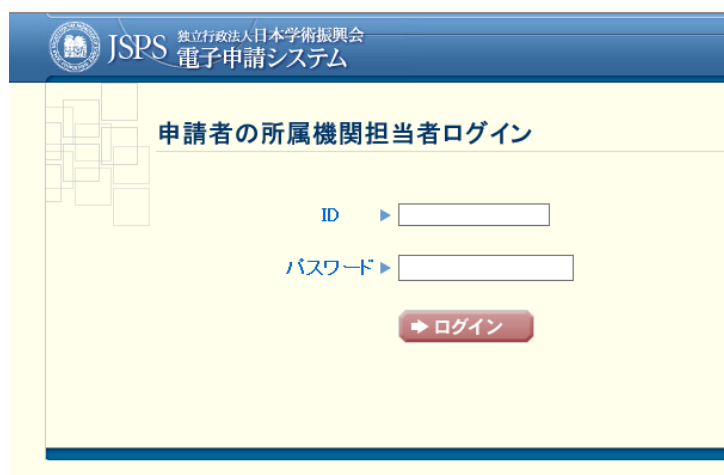 JSPS 独立行政法人日本学術振興会
電子申請システム
申請者の所属機関担当者ログイン
ID
パスワード
ログイン